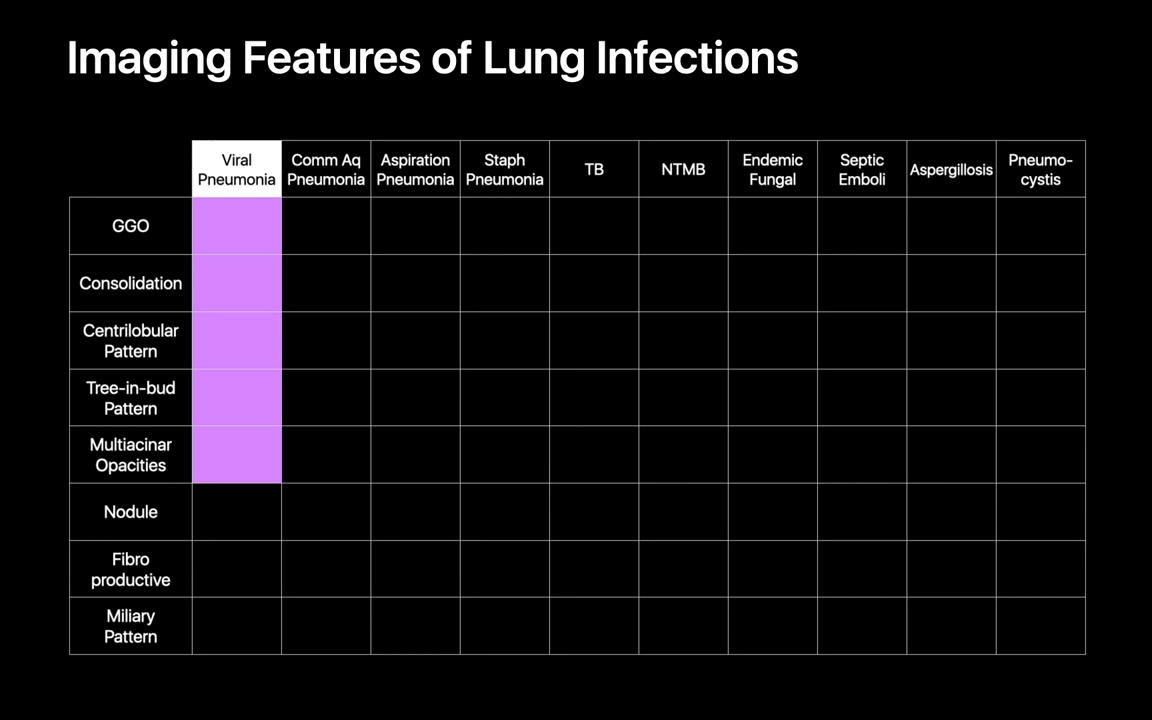 Imaging Features of Lung Infections
Viral
Pneumonia
Comm Aq
Pneumonia
Aspiration
Pneumonia
Staph
Pneumonia
TB
NTMB
Endemic
Fungal
Septic
Emboli
Aspergillosis
Pneumo-
cystis
GGO
Consolidation
Centrilobular
Pattern
Tree-in-bud
Pattern
Multiacinar
Opacities
Nodule
Fibro
productive
Miliary
Pattern